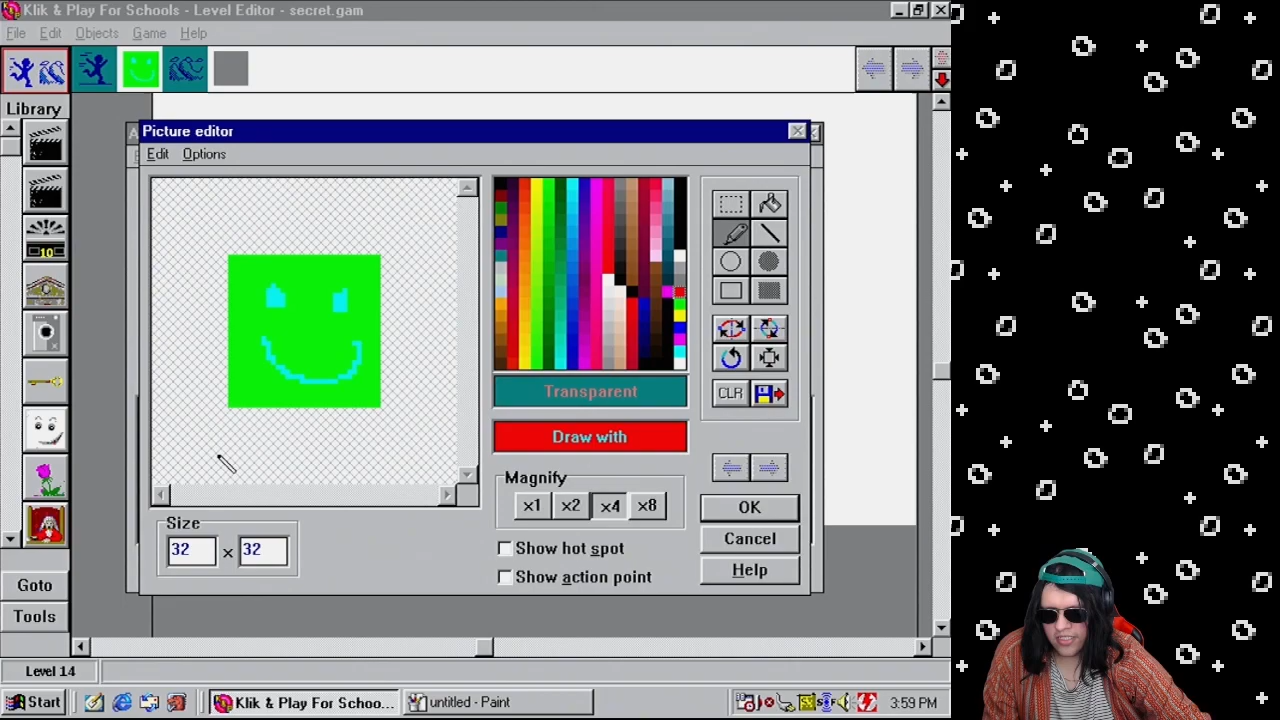 Klik & Play For Schools - Level Editor - secret.gam
File Edit Objects Game Help
Library
10
Picture editor
Edit Options
Transparent
Draw with
CLR
Magnify
x1 x2 x4 x8
Show hot spot
Show action point
Size
32 x 32
OK
Cancel
Help
Goto
Tools
Level 14
Start
Klik & Play For Schoo...
untitled - Paint
3:59 PM